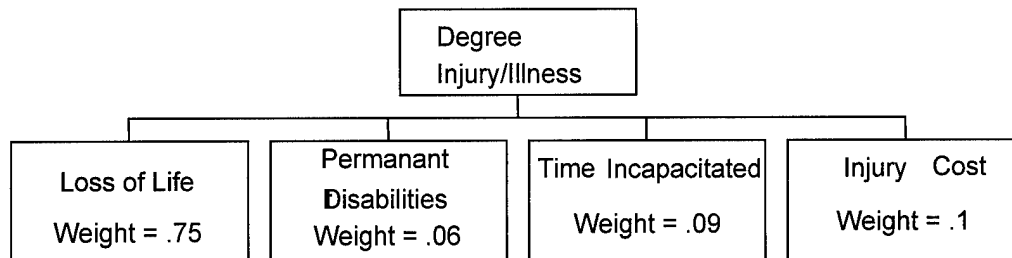 Degree
Injury/Illness
Loss of Life
Weight = .75
Permanant
Disabilities
Weight = .06
Time Incapacitated
Weight = .09
Injury Cost
Weight = .1